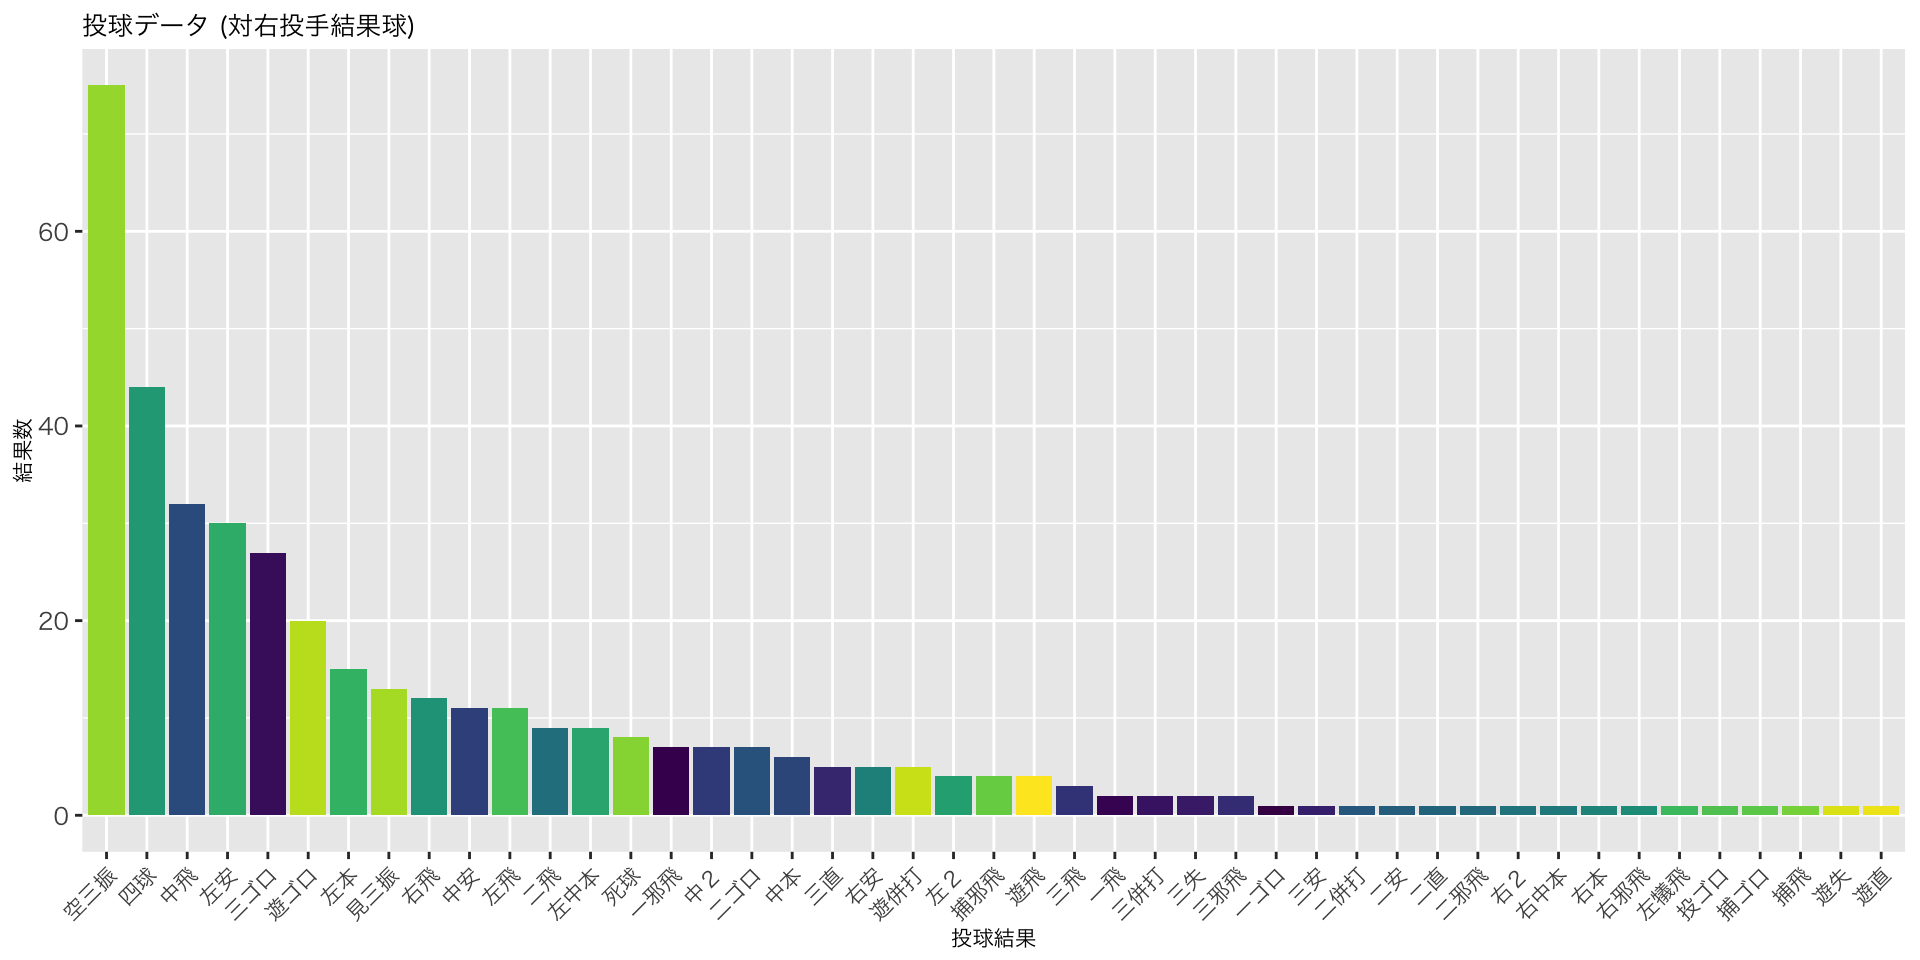 投球データ (対右投手結果球)
結果数
60
40
20
0
空三振
四球
中飛
左安
三ゴロ
遊ゴロ
左本
見三振
右飛
中安
左飛
二飛
左中本
死球
一邪飛
中２
二ゴロ
中本
三直
右安
遊併打
左２
捕邪飛
遊飛
三飛
一飛
三併打
三失
三邪飛
一ゴロ
三安
二併打
二安
二直
二邪飛
右２
右中本
右本
右邪飛
左犠飛
投ゴロ
捕ゴロ
捕飛
遊失
遊直
投球結果